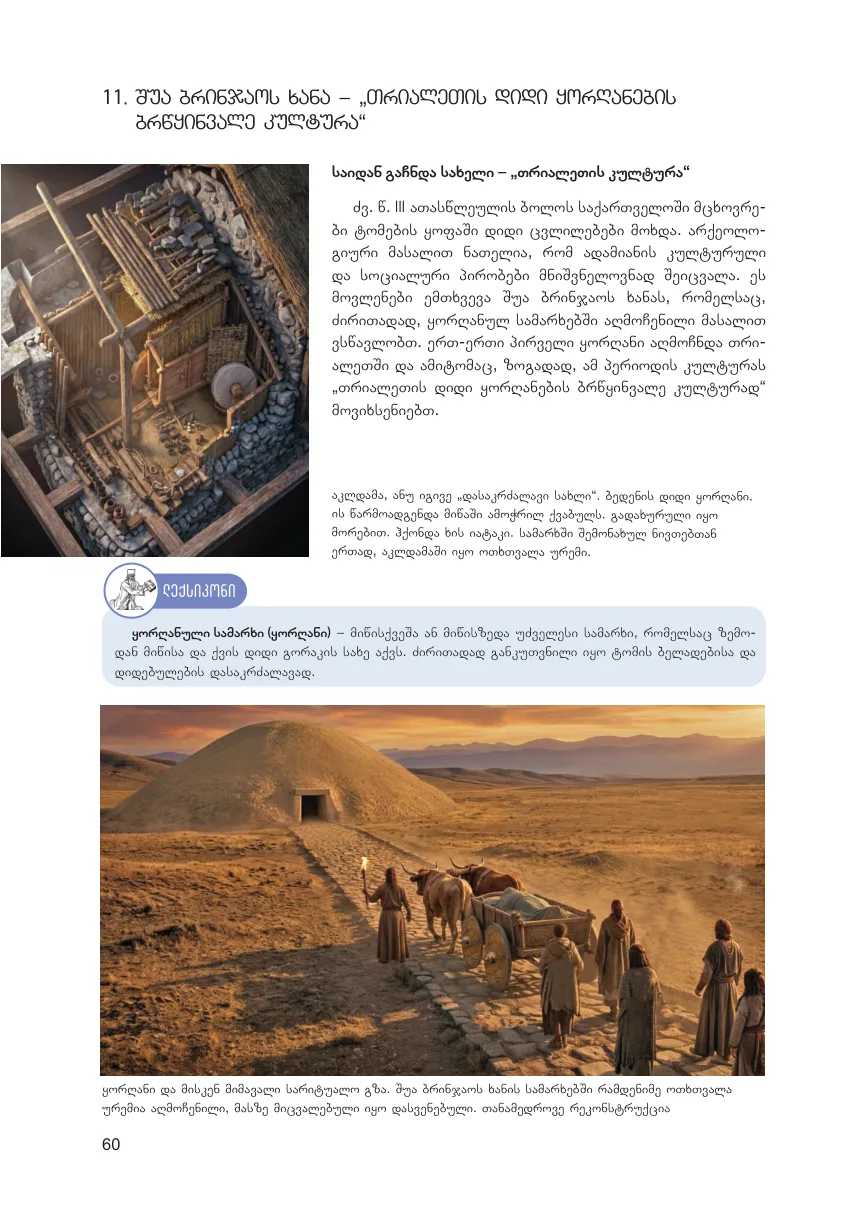 11. შუა ბრინჯაოს ხანა – „თრიალეთის დიდი ყორღანების
ბრწყინვალე კულტურა“
საიდან გაჩნდა სახელი – „თრიალეთის კულტურა“
ძვ. წ. III ათასწლეულის ბოლოს საქართველოში მცხოვრე-
ბი ტომების ყოფაში დიდი ცვლილებები მოხდა. არქეოლო-
გიური მასალით ნათელია, რომ ადამიანის კულტურული
და სოციალური პირობები მნიშვნელოვნად შეიცვალა. ეს
მოვლენები ემთხვევა შუა ბრინჯაოს ხანას, რომელსაც,
ძირითადად, ყორღანულ სამარხებში აღმოჩენილი მასალით
ვსწავლობთ. ერთ-ერთი პირველი ყორღანი აღმოჩნდა თრი-
ალეთში და ამიტომაც, ზოგადად, ამ პერიოდის კულტურას
„თრიალეთის დიდი ყორღანების ბრწყინვალე კულტურად“
მოვიხსენიებთ.
აკლდამა, ანუ იგივე „დასაკრძალავი სახლი“. ბედენის დიდი ყორღანი.
ის წარმოადგენდა მიწაში ამოჭრილ ქვაბულს. გადახურული იყო
მორებით. ჰქონდა ხის იატაკი. სამარხში შემონახულ ნივთებთან
ერთად, აკლდამაში იყო ოთხთვალა ურემი.
ლექსიკონი
ყორღანული სამარხი (ყორღანი) – მიწისქვეშა ან მიწისზედა უძველესი სამარხი, რომელსაც ზემო-
დან მიწისა და ქვის დიდი გორაკის სახე აქვს. ძირითადად განკუთვნილი იყო ტომის ბელადებისა და
დიდებულების დასაკრძალავად.
ყორღანი და მისკენ მიმავალი სარიტუალო გზა. შუა ბრინჯაოს ხანის სამარხებში რამდენიმე ოთხთვალა
ურემია აღმოჩენილი, მასზე მიცვალებული იყო დასვენებული. თანამედროვე რეკონსტრუქცია
60